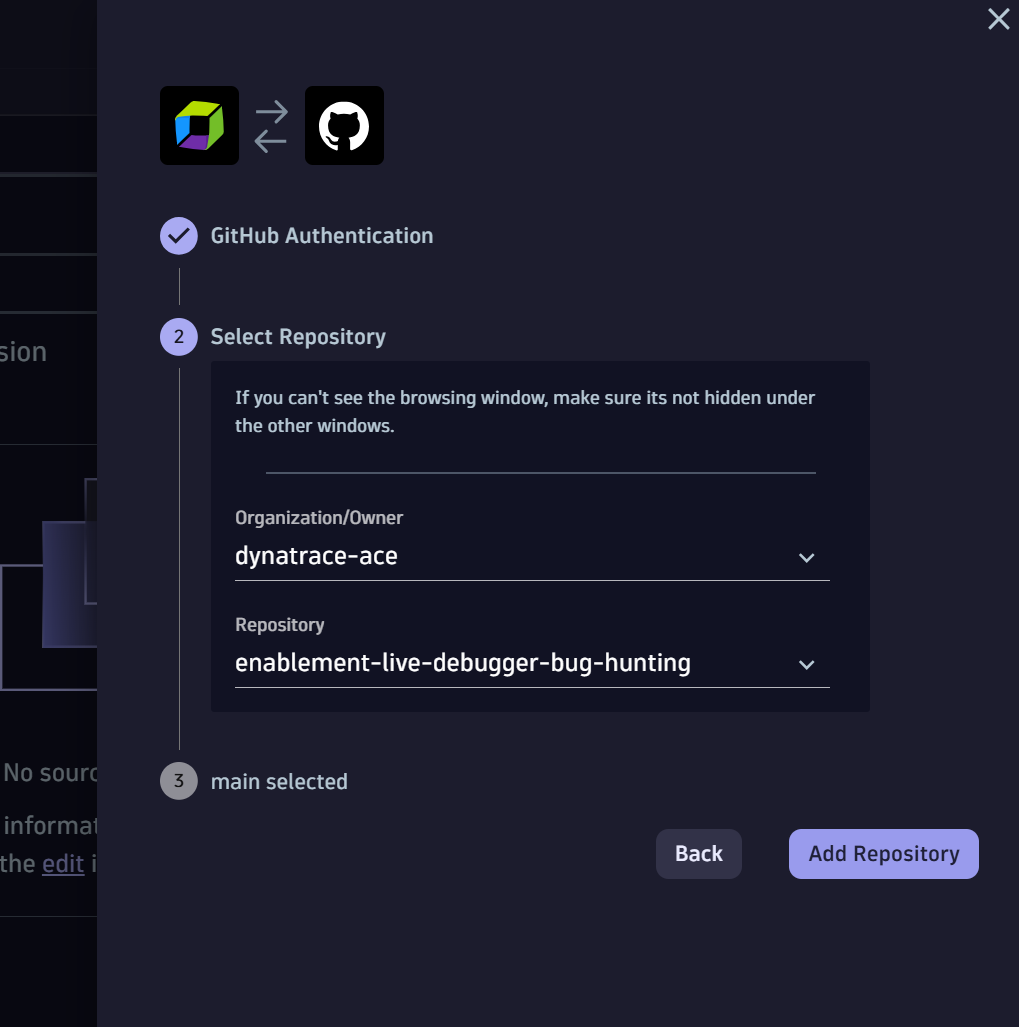 GitHub Authentication
2
Select Repository
sion
If you can't see the browsing window, make sure its not hidden under
the other windows.
Organization/Owner
dynatrace-ace
Repository
enablement-live-debugger-bug-hunting
No sourc
3
main selected
informat
the edit i
Back
Add Repository